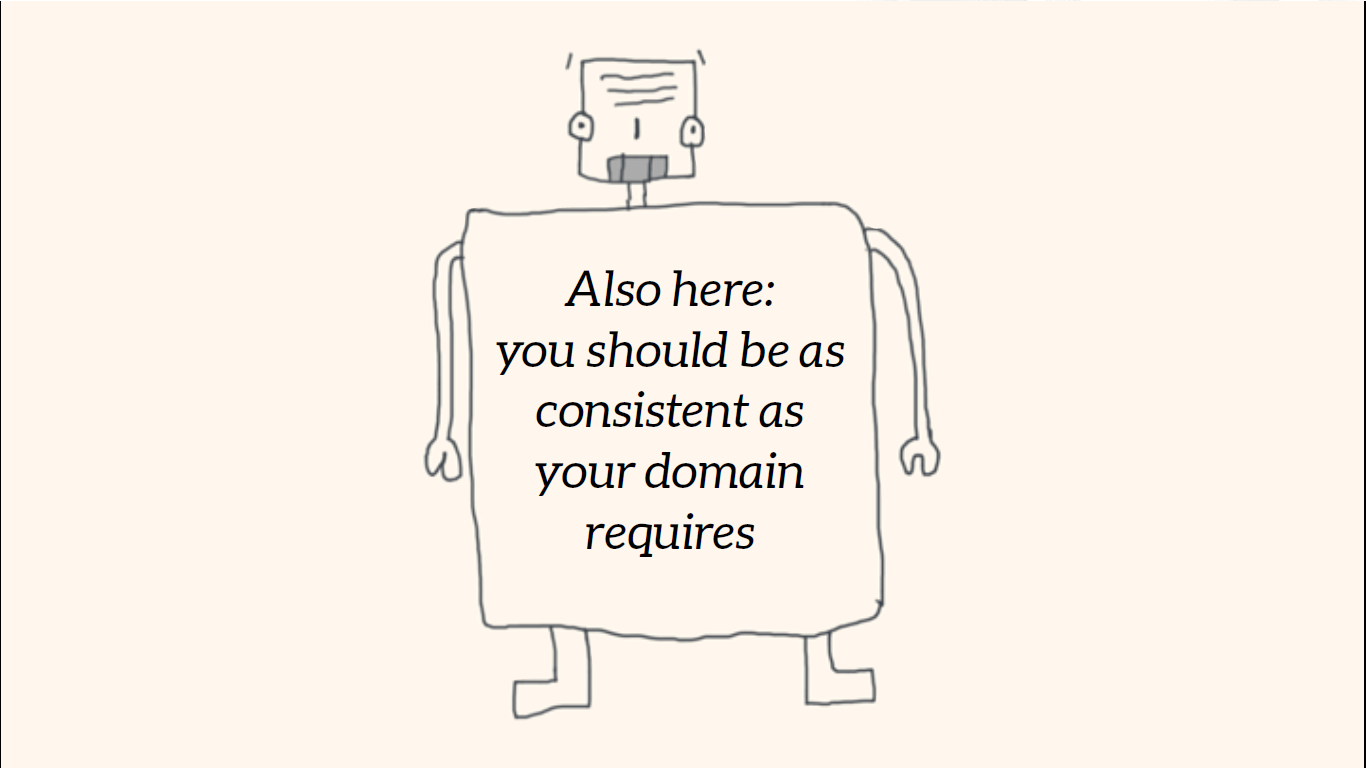 Also here:
you should be as
consistent as
your domain
requires